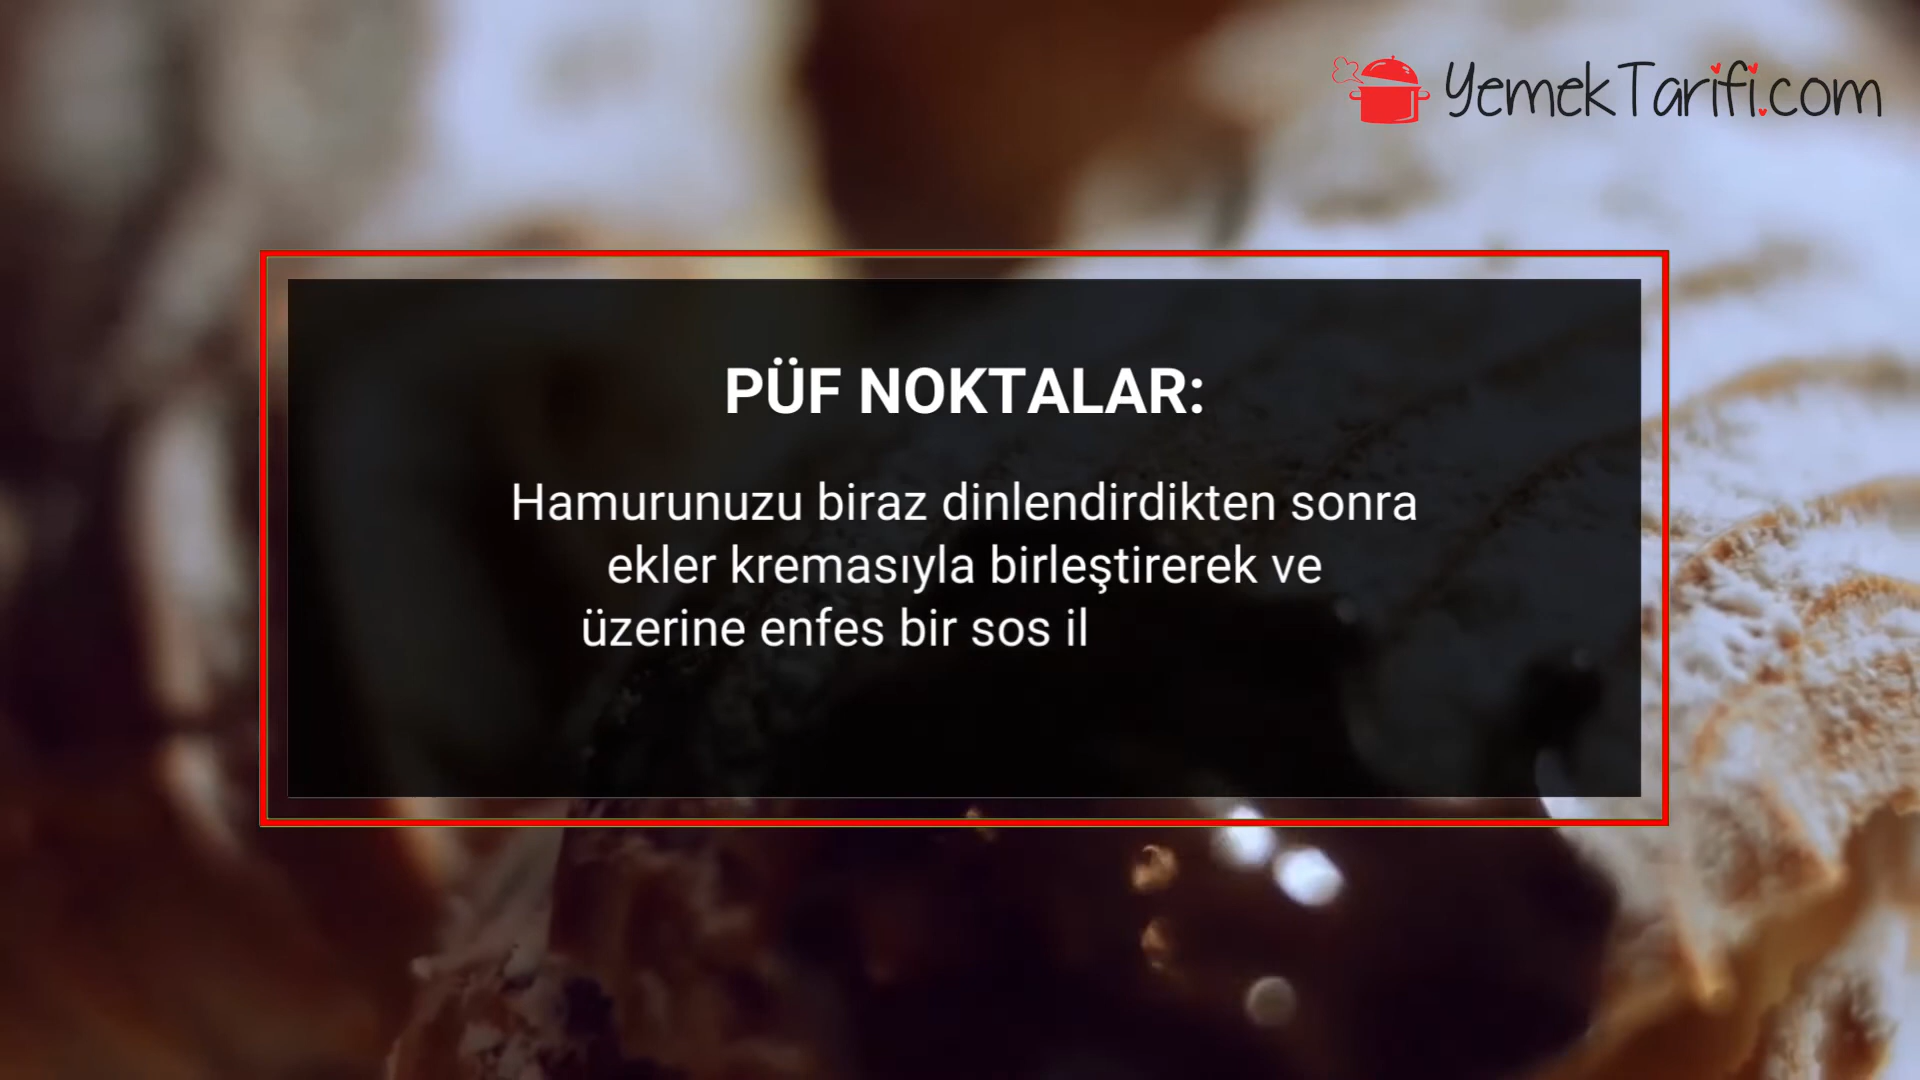 YemekTarifi.com
PÜF NOKTALAR:
Hamurunuzu biraz dinlendirdikten sonra
ekler kremasıyla birleştirerek ve
üzerine enfes bir sos il